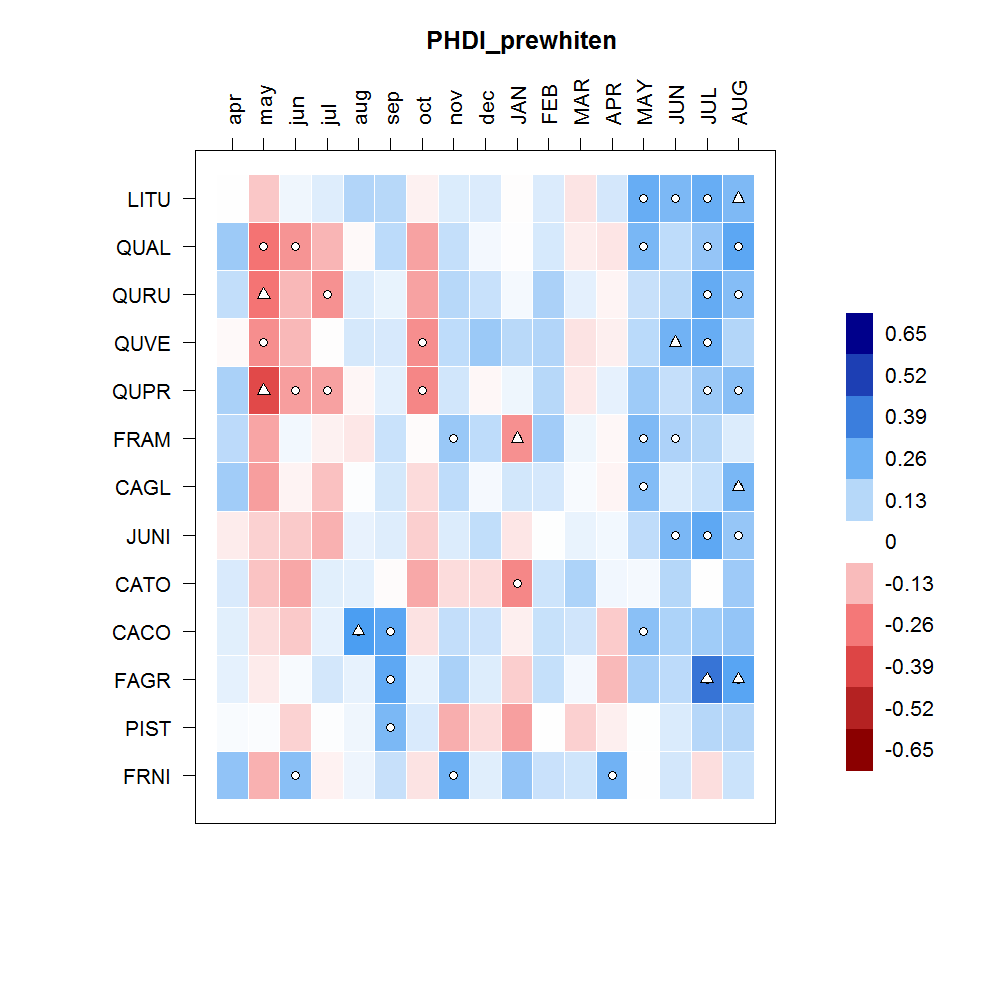 PHDI_prewhiten
apr may jun jul aug sep oct nov dec JAN FEB MAR APR MAY JUN JUL AUG
LITU
QUAL
QURU
QUVE
QUPR
FRAM
CAGL
JUNI
CATO
CACO
FAGR
PIST
FRNI
0.65
0.52
0.39
0.26
0.13
0
-0.13
-0.26
-0.39
-0.52
-0.65